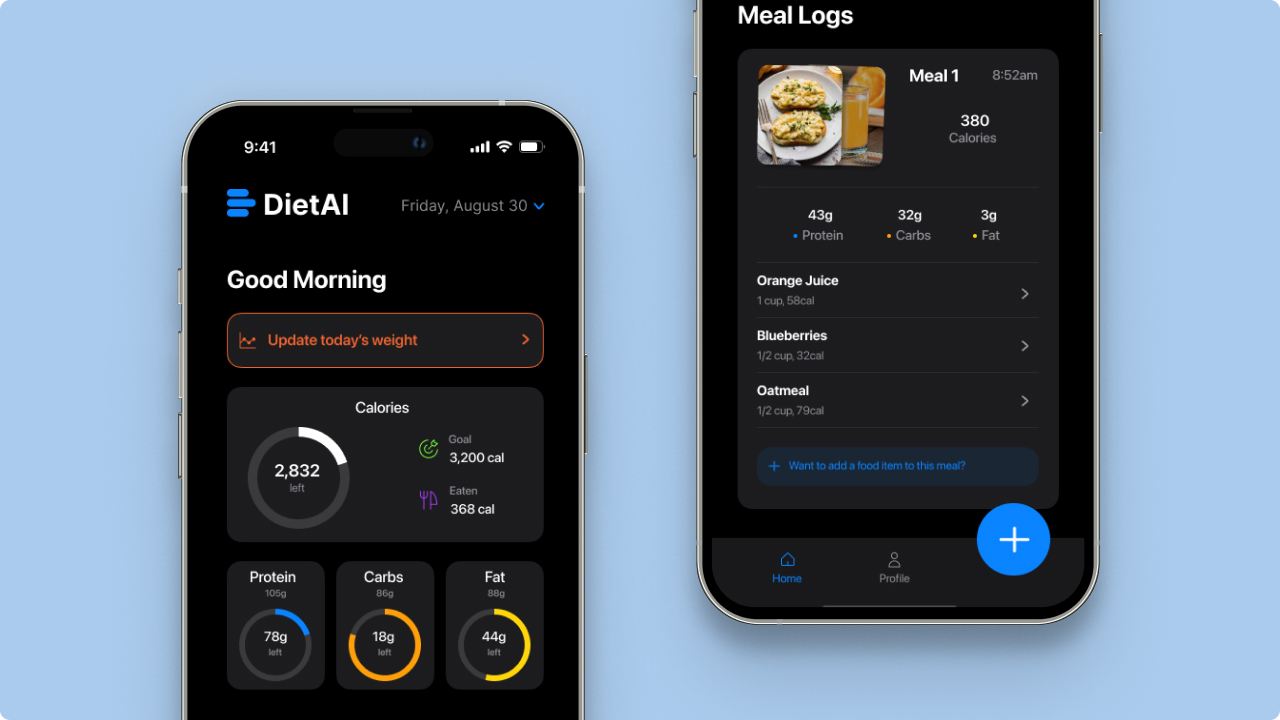 9:41
DietAI
Friday, August 30
Good Morning
Update today's weight
Calories
2,832
left
Goal
3,200 cal
Eaten
368 cal
Protein
105g
78g
left
Carbs
86g
18g
left
Fat
88g
44g
left
Meal Logs
Meal 1
8:52am
380
Calories
43g
Protein
32g
Carbs
3g
Fat
Orange Juice
1 cup, 58cal
Blueberries
1/2 cup, 32cal
Oatmeal
1/2 cup, 79cal
Want to add a food item to this meal?
Home
Profile